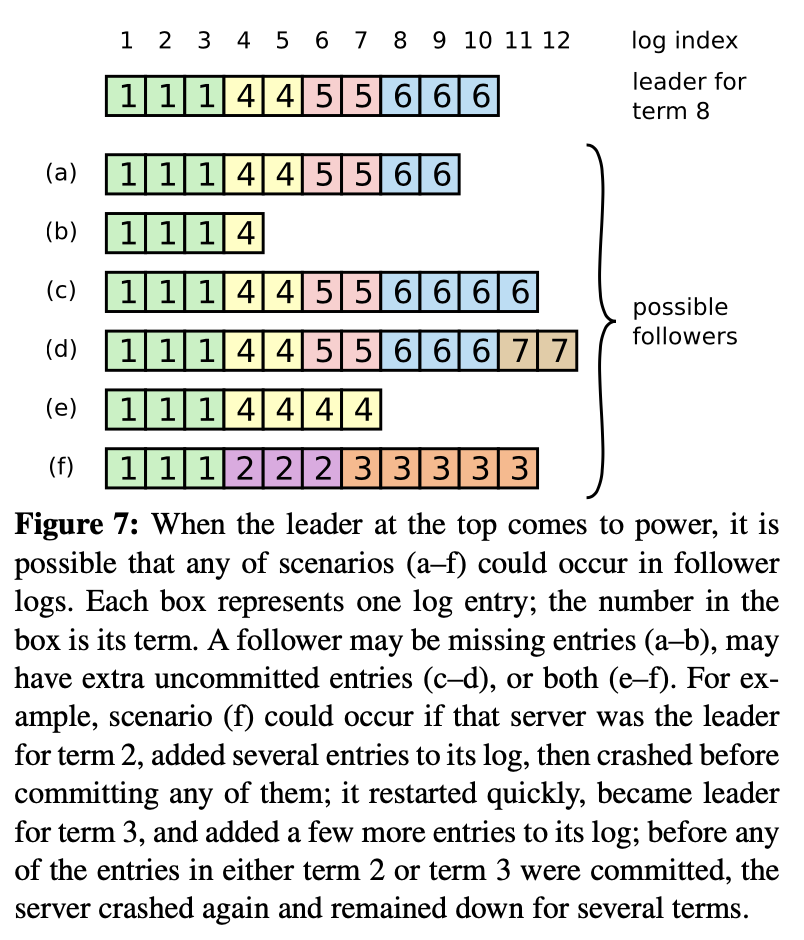 1 2 3 4 5 6 7 8 9 10 11 12 log index
1 1 1 4 4 5 5 6 6 6 leader for
term 8
(a) 1 1 1 4 4 5 5 6 6
(b) 1 1 1 4
(c) 1 1 1 4 4 5 5 6 6 6 6
possible
followers
(d) 1 1 1 4 4 5 5 6 6 6 7 7
(e) 1 1 1 4 4 4 4
(f) 1 1 1 2 2 2 3 3 3 3 3
Figure 7: When the leader at the top comes to power, it is
possible that any of scenarios (a–f) could occur in follower
logs. Each box represents one log entry; the number in the
box is its term. A follower may be missing entries (a–b), may
have extra uncommitted entries (c–d), or both (e–f). For ex-
ample, scenario (f) could occur if that server was the leader
for term 2, added several entries to its log, then crashed before
committing any of them; it restarted quickly, became leader
for term 3, and added a few more entries to its log; before any
of the entries in either term 2 or term 3 were committed, the
server crashed again and remained down for several terms.